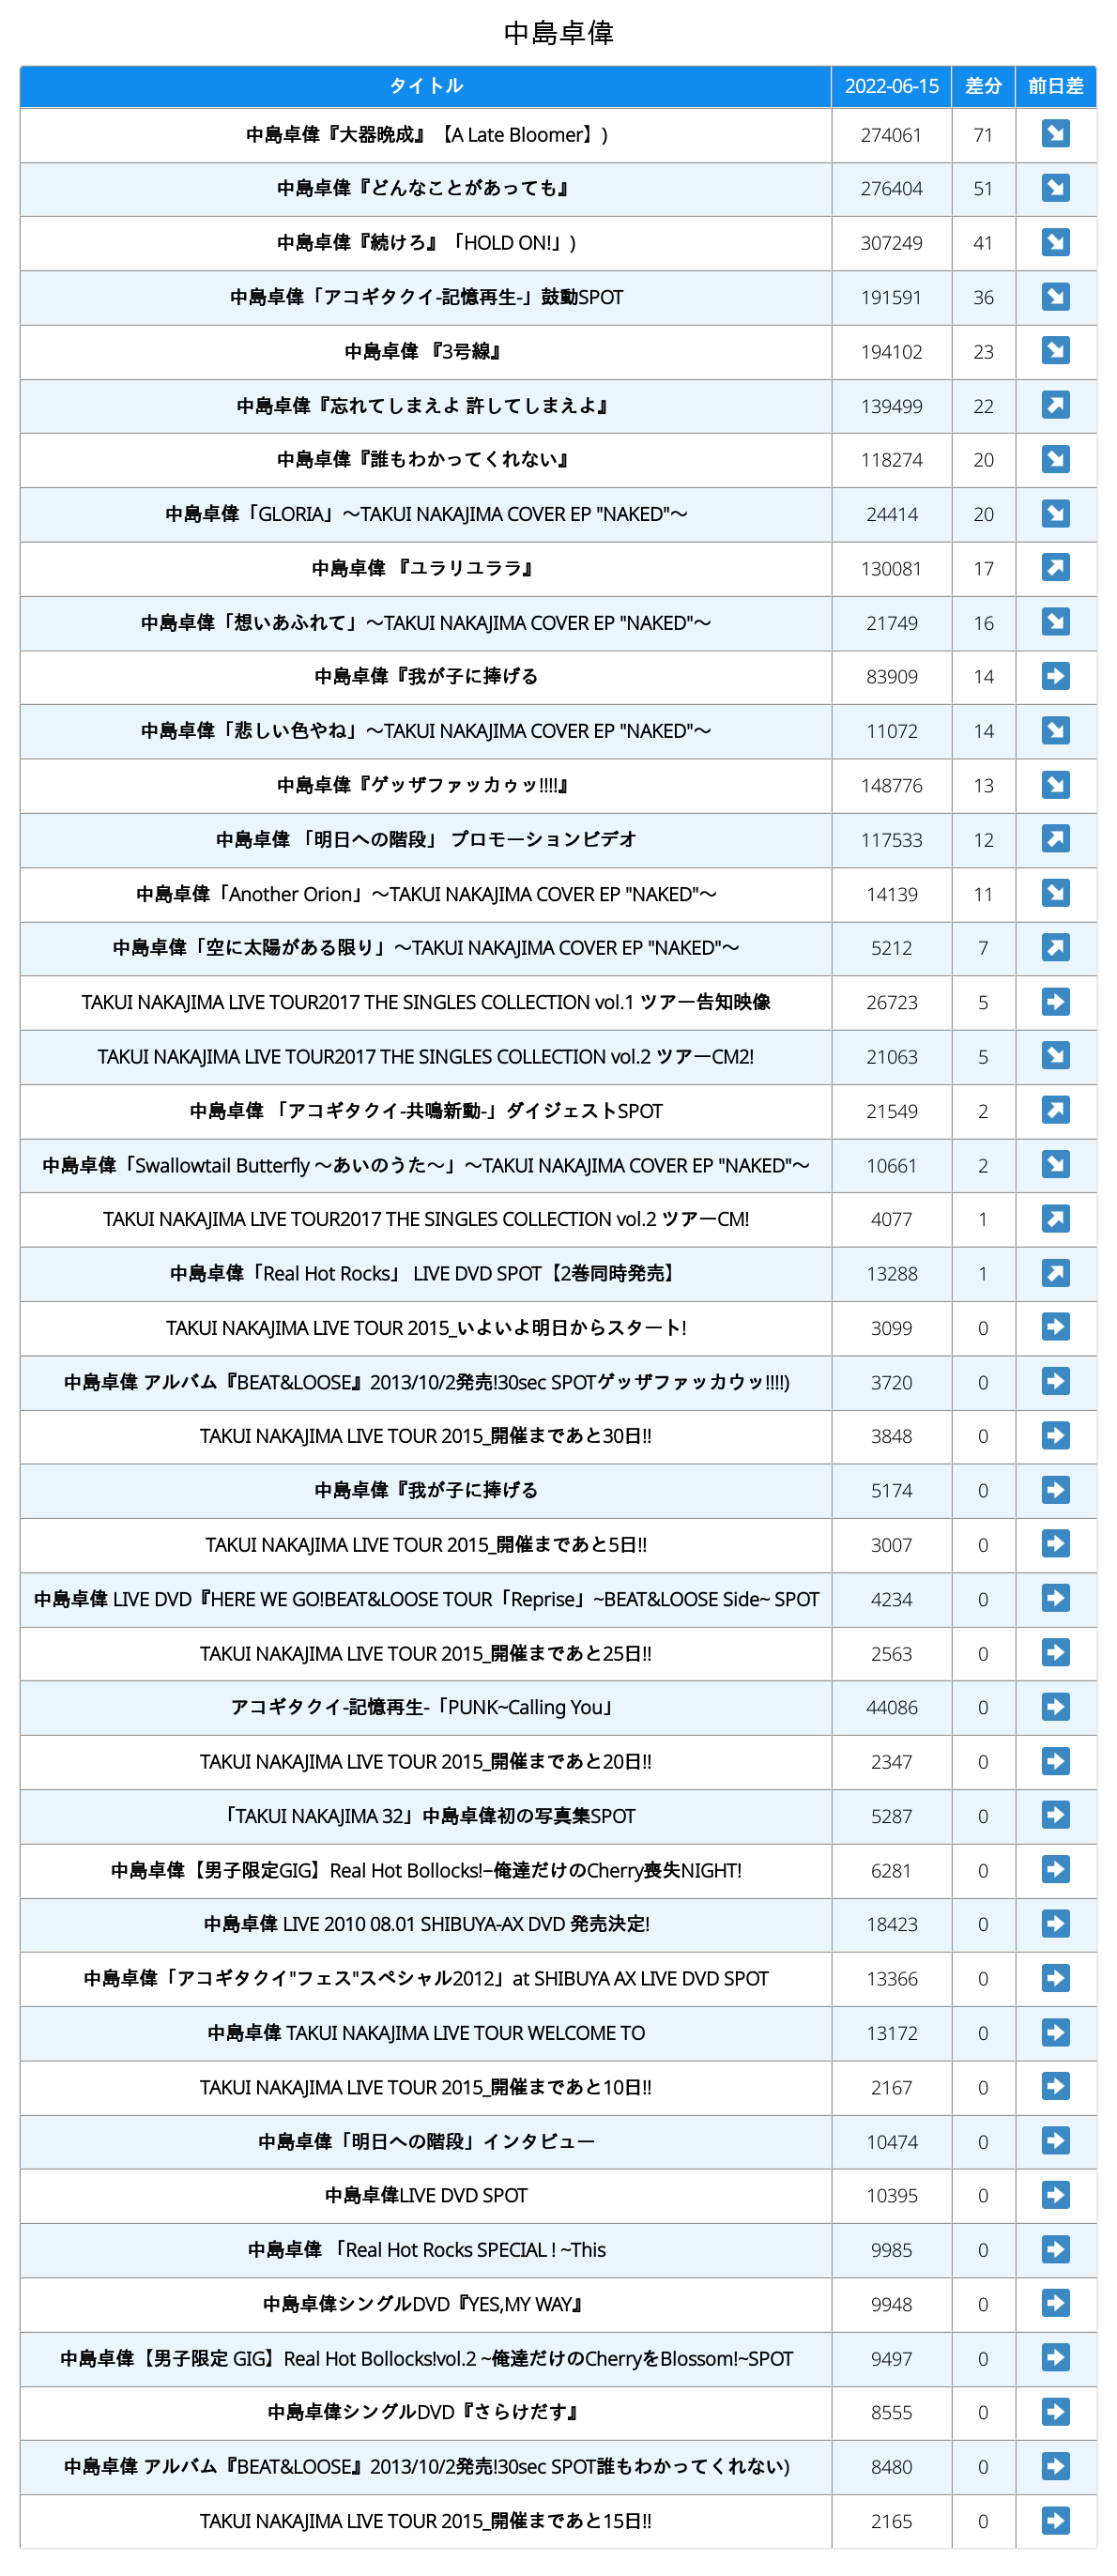 中島卓偉
タイトル 2022-06-15 差分 前日差
中島卓偉『大器晩成』【A Late Bloomer】) 274061 71 ↘
中島卓偉『どんなことがあっても』 276404 51 ↘
中島卓偉『続けろ』「HOLD ON!」) 307249 41 ↘
中島卓偉「アコギタクイ-記憶再生-」鼓動SPOT 191591 36 ↘
中島卓偉 『3号線』 194102 23 ↘
中島卓偉『忘れてしまえよ 許してしまえよ』 139499 22 ↗
中島卓偉『誰もわかってくれない』 118274 20 ↘
中島卓偉「GLORIA」〜TAKUI NAKAJIMA COVER EP "NAKED"〜 24414 20 ↘
中島卓偉 『ユラリユララ』 130081 17 ↗
中島卓偉「想いあふれて」〜TAKUI NAKAJIMA COVER EP "NAKED"〜 21749 16 ↘
中島卓偉『我が子に捧げる 83909 14 ➡
中島卓偉「悲しい色やね」〜TAKUI NAKAJIMA COVER EP "NAKED"〜 11072 14 ↘
中島卓偉『ゲッザファッカゥッ!!!!』 148776 13 ↘
中島卓偉 「明日への階段」 プロモーションビデオ 117533 12 ↗
中島卓偉「Another Orion」〜TAKUI NAKAJIMA COVER EP "NAKED"〜 14139 11 ↘
中島卓偉「空に太陽がある限り」〜TAKUI NAKAJIMA COVER EP "NAKED"〜 5212 7 ↗
TAKUI NAKAJIMA LIVE TOUR2017 THE SINGLES COLLECTION vol.1 ツアー告知映像 26723 5 ➡
TAKUI NAKAJIMA LIVE TOUR2017 THE SINGLES COLLECTION vol.2 ツアーCM2! 21063 5 ↘
中島卓偉 「アコギタクイ-共鳴新動-」ダイジェストSPOT 21549 2 ↗
中島卓偉「Swallowtail Butterfly 〜あいのうた〜」〜TAKUI NAKAJIMA COVER EP "NAKED"〜 10661 2 ↘
TAKUI NAKAJIMA LIVE TOUR2017 THE SINGLES COLLECTION vol.2 ツアーCM! 4077 1 ↗
中島卓偉「Real Hot Rocks」 LIVE DVD SPOT【2巻同時発売】 13288 1 ↗
TAKUI NAKAJIMA LIVE TOUR 2015_いよいよ明日からスタート! 3099 0 ➡
中島卓偉 アルバム『BEAT&LOOSE』2013/10/2発売!30sec SPOTゲッザファッカウッ!!!!) 3720 0 ➡
TAKUI NAKAJIMA LIVE TOUR 2015_開催まであと30日!! 3848 0 ➡
中島卓偉『我が子に捧げる 5174 0 ➡
TAKUI NAKAJIMA LIVE TOUR 2015_開催まであと5日!! 3007 0 ➡
中島卓偉 LIVE DVD『HERE WE GO!BEAT&LOOSE TOUR「Reprise」~BEAT&LOOSE Side~ SPOT 4234 0 ➡
TAKUI NAKAJIMA LIVE TOUR 2015_開催まであと25日!! 2563 0 ➡
アコギタクイ-記憶再生-「PUNK~Calling You」 44086 0 ➡
TAKUI NAKAJIMA LIVE TOUR 2015_開催まであと20日!! 2347 0 ➡
「TAKUI NAKAJIMA 32」中島卓偉初の写真集SPOT 5287 0 ➡
中島卓偉【男子限定GIG】Real Hot Bollocks!−俺達だけのCherry喪失NIGHT! 6281 0 ➡
中島卓偉 LIVE 2010 08.01 SHIBUYA-AX DVD 発売決定! 18423 0 ➡
中島卓偉「アコギタクイ"フェス"スペシャル2012」at SHIBUYA AX LIVE DVD SPOT 13366 0 ➡
中島卓偉 TAKUI NAKAJIMA LIVE TOUR WELCOME TO 13172 0 ➡
TAKUI NAKAJIMA LIVE TOUR 2015_開催まであと10日!! 2167 0 ➡
中島卓偉「明日への階段」インタビュー 10474 0 ➡
中島卓偉LIVE DVD SPOT 10395 0 ➡
中島卓偉 「Real Hot Rocks SPECIAL ! ~This 9985 0 ➡
中島卓偉シングルDVD『YES,MY WAY』 9948 0 ➡
中島卓偉【男子限定 GIG】Real Hot Bollocks!vol.2 ~俺達だけのCherryをBlossom!~SPOT 9497 0 ➡
中島卓偉シングルDVD『さらけだす』 8555 0 ➡
中島卓偉 アルバム『BEAT&LOOSE』2013/10/2発売!30sec SPOT誰もわかってくれない) 8480 0 ➡
TAKUI NAKAJIMA LIVE TOUR 2015_開催まであと15日!! 2165 0 ➡